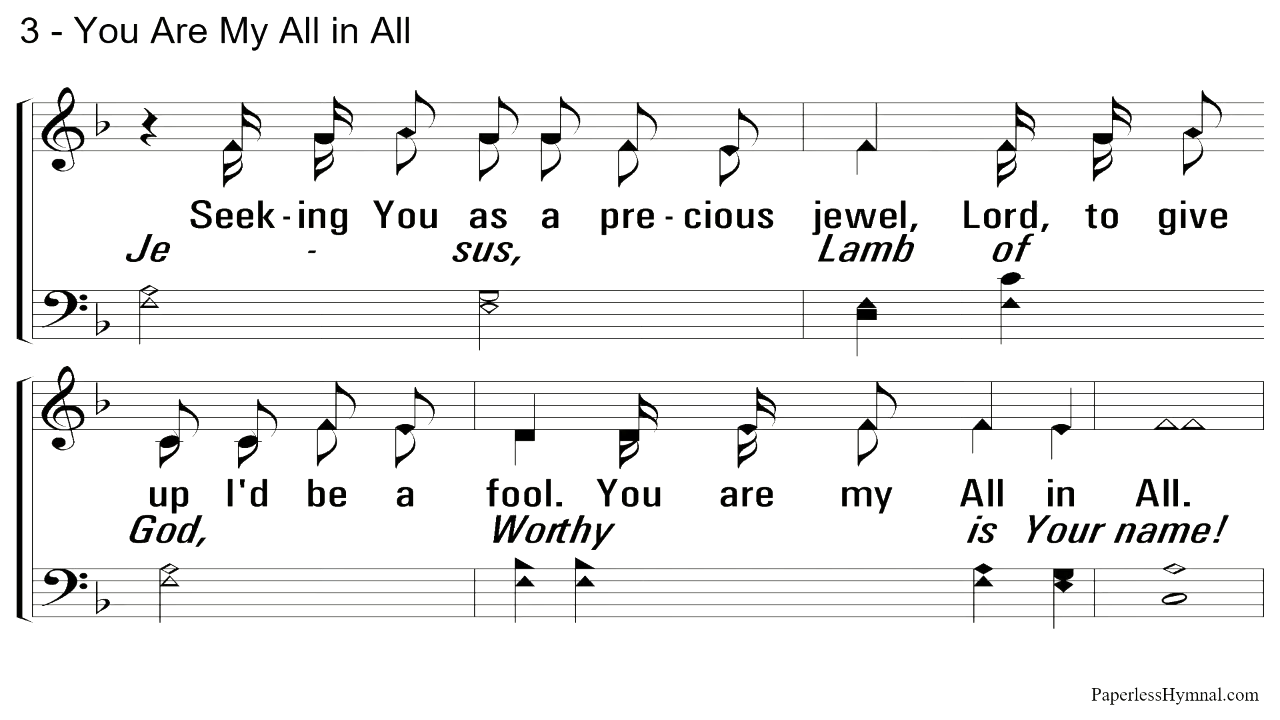 3 - You Are My All in All
Seek - ing You as a pre - cious jewel, Lord, to give
Je - sus, Lamb of
up I'd be a fool. You are my All in All.
God, Worthy is Your name!
PaperlessHymnal.com